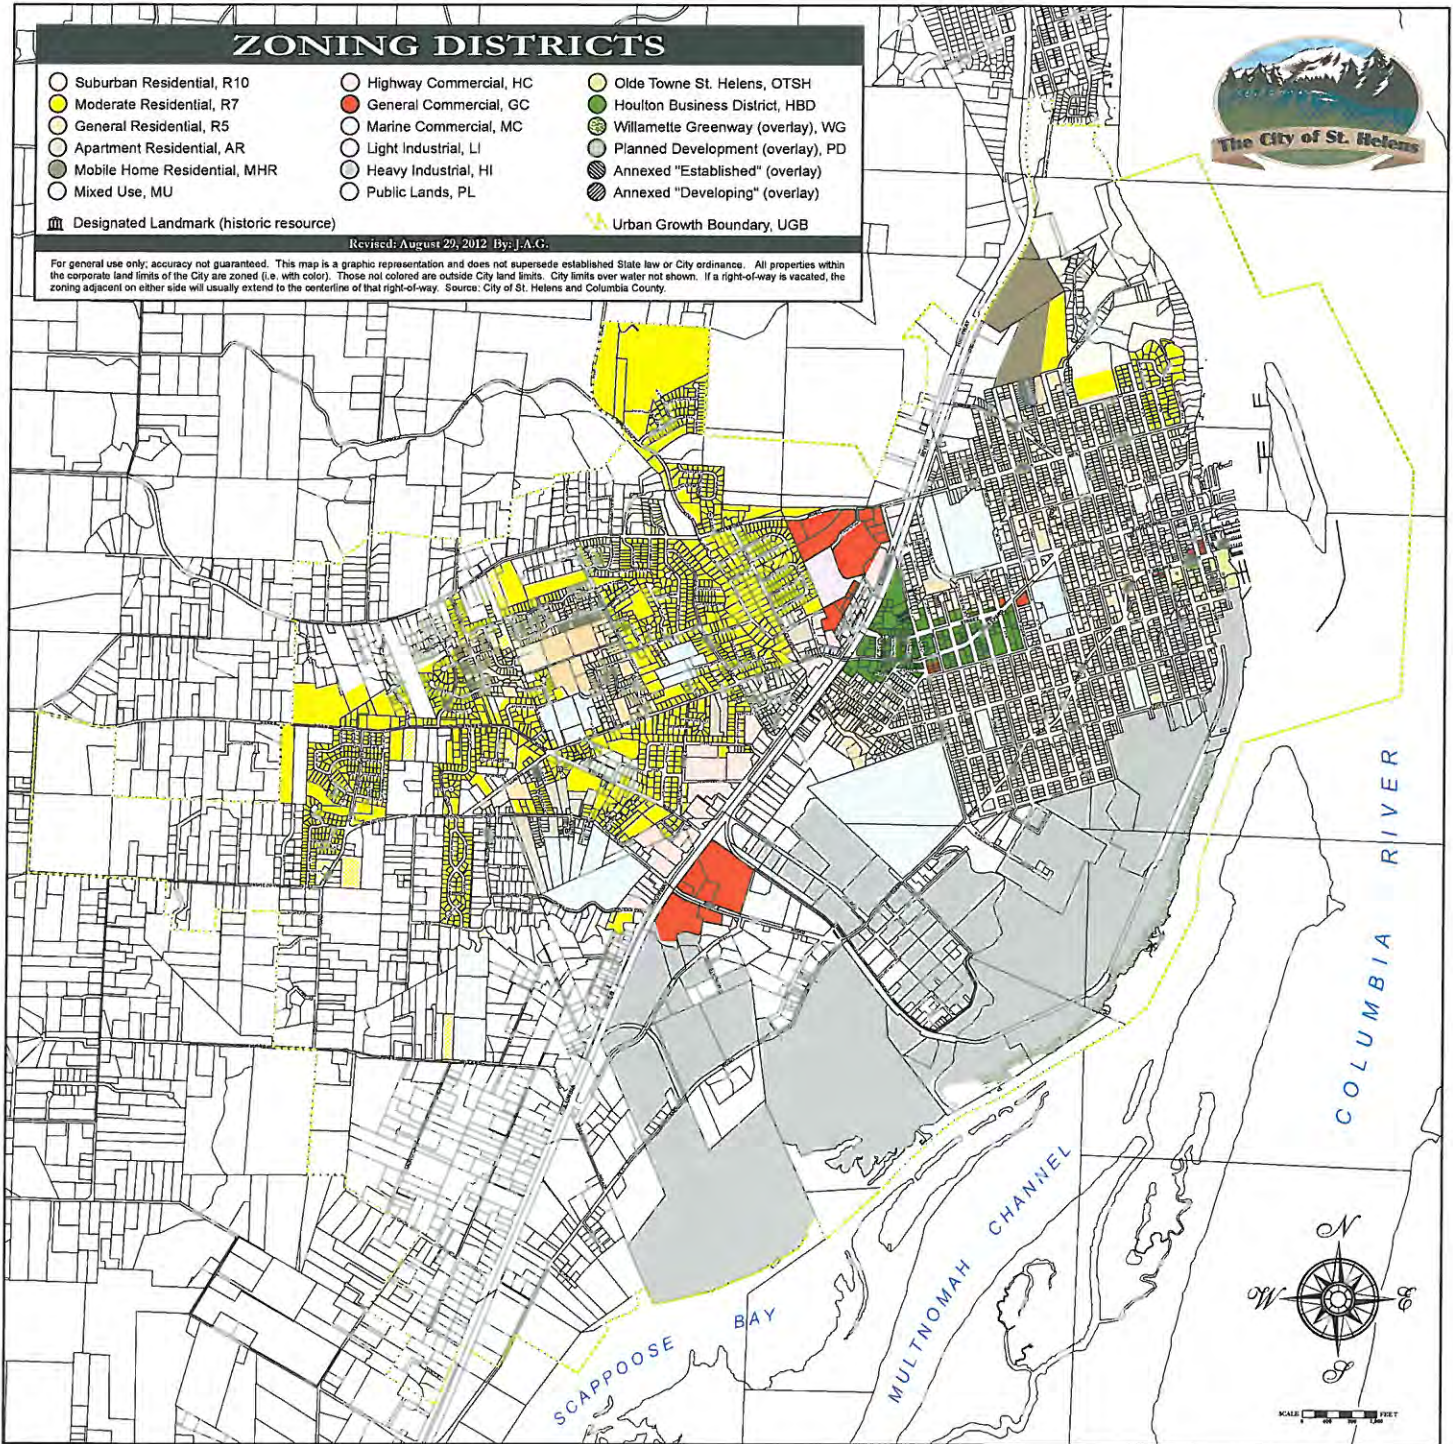 ZONING DISTRICTS
Suburban Residential, R10
Moderate Residential, R7
General Residential, R5
Apartment Residential, AR
Mobile Home Residential, MHR
Mixed Use, MU
Highway Commercial, HC
General Commercial, GC
Marine Commercial, MC
Light Industrial, LI
Heavy Industrial, HI
Public Lands, PL
Olde Towne St. Helens, OTSH
Houlton Business District, HBD
Willamette Greenway (overlay), WG
Planned Development (overlay), PD
Annexed "Established" (overlay)
Annexed "Developing" (overlay)
Designated Landmark (historic resource)
Urban Growth Boundary, UGB
Revised: August 29, 2012 By: J.A.G.
For general use only; accuracy not guaranteed. This map is a graphic representation and does not supersede established State law or City ordinance. All properties within
the corporate land limits of the City are zoned (i.e. with color). Those not colored are outside City land limits. City limits over water not shown. If a right-of-way is vacated, the
zoning adjacent on either side will usually extend to the centerline of that right-of-way. Source: City of St. Helens and Columbia County.
The City of St. Helens
COLUMBIA RIVER
MULTNOMAH CHANNEL
SCAPPOOSE BAY
N
W
E
S
SCALE
FEET